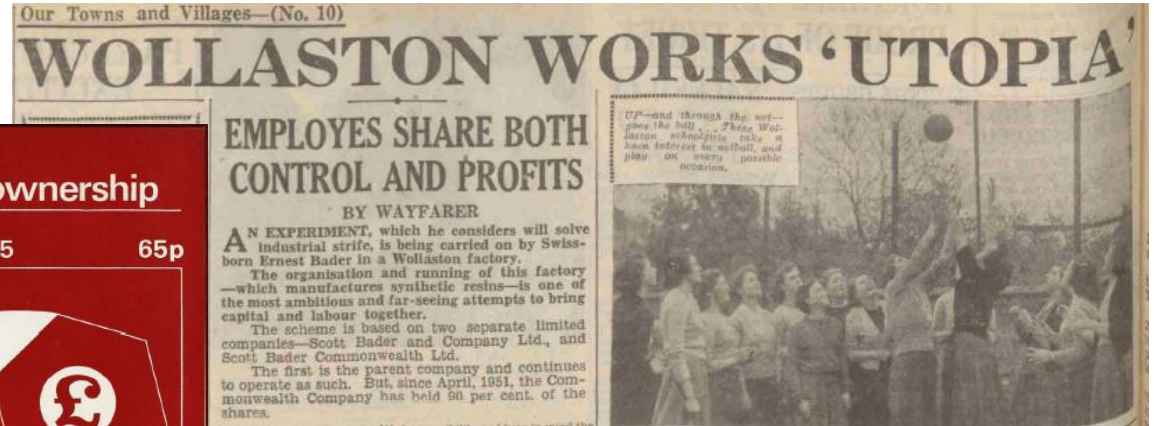 Our Towns and Villages—(No. 10)
WOLLASTON WORKS ‘UTOPIA’
ownership
5 65p
£
EMPLOYES SHARE BOTH
CONTROL AND PROFITS
BY WAYFARER
AN EXPERIMENT, which he considers will solve
industrial strife, is being carried on by Swiss-
born Ernest Bader in a Wollaston factory.
The organisation and running of this factory
—which manufactures synthetic resins—is one of
the most ambitious and far-seeing attempts to bring
capital and labour together.
The scheme is based on two separate limited
companies—Scott Bader and Company Ltd., and
Scott Bader Commonwealth Ltd.
The first is the parent company and continues
to operate as such. But, since April, 1951, the Com-
monwealth Company has held 90 per cent. of the
shares.
UP—and through the net—
goes the ball . . . These Wol-
laston schoolgirls take a
keen interest in netball, and
play on every possible
occasion.